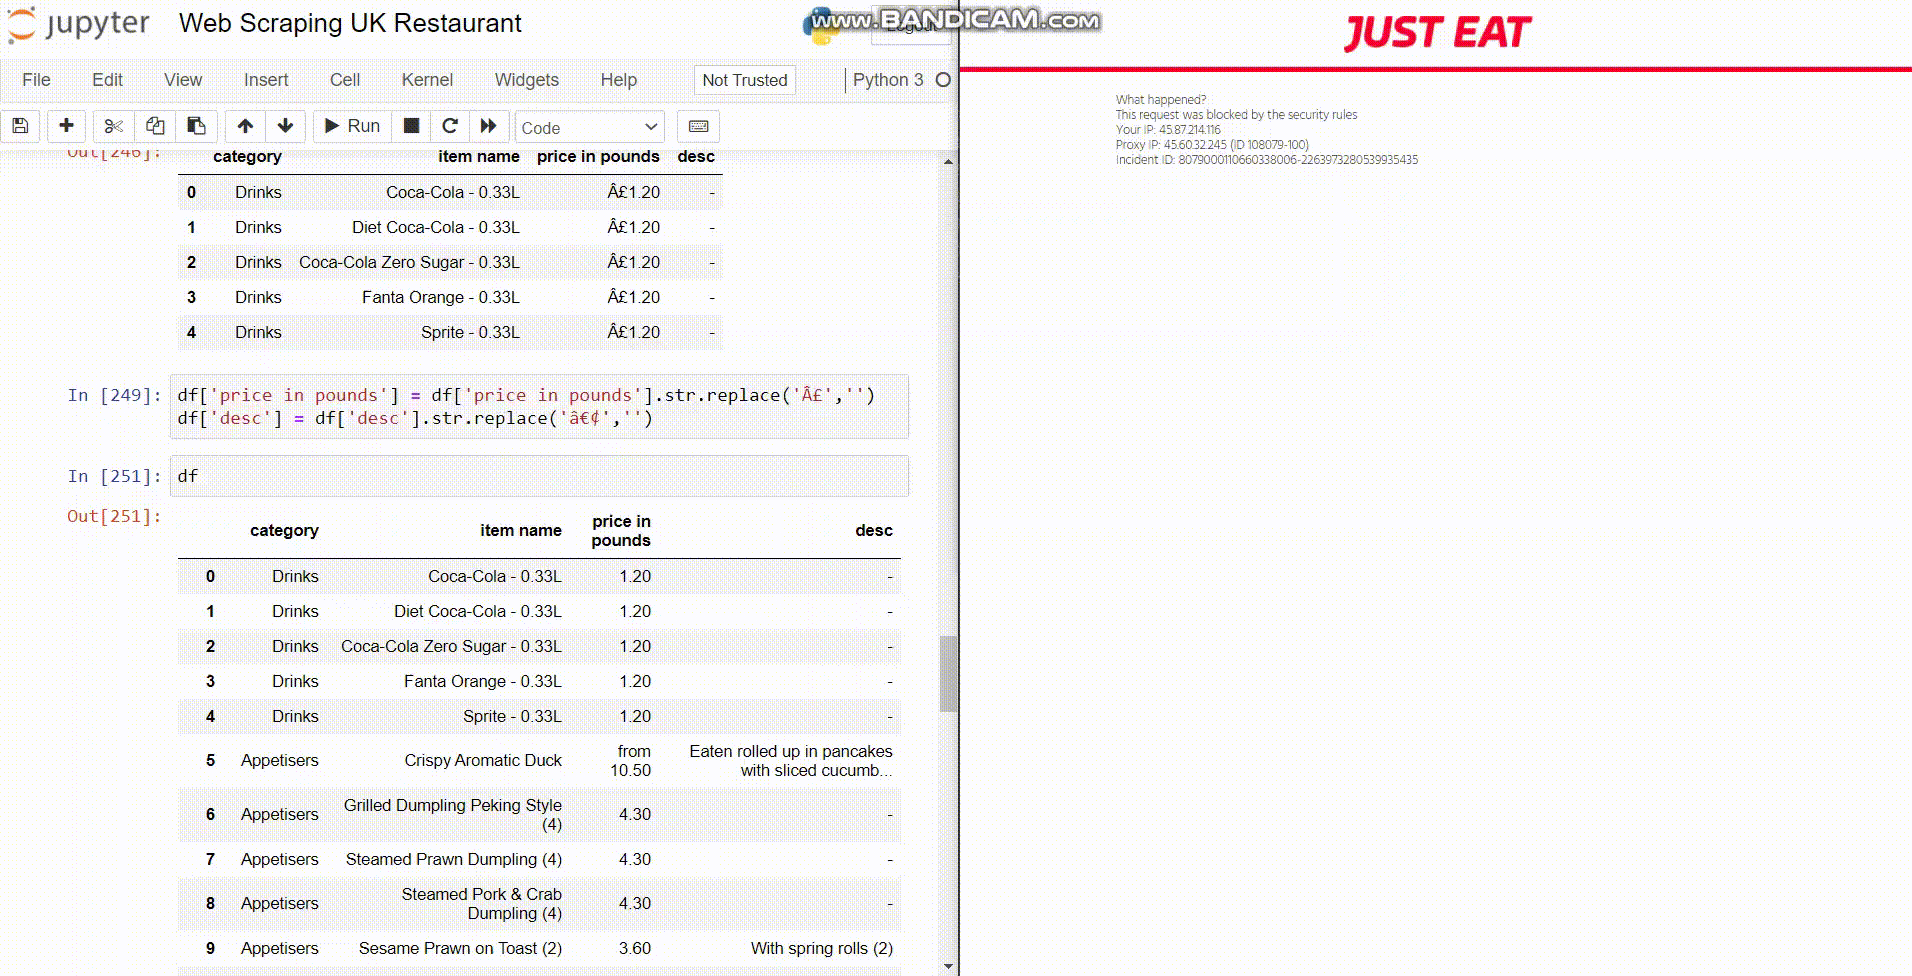 jupyter Web Scraping UK Restaurant
www.BANDICAM.com
Logout
File Edit View Insert Cell Kernel Widgets Help Not Trusted Python 3
Run Code
Out[246]:
category item name price in pounds desc
0 Drinks Coca-Cola - 0.33L Â£1.20 -
1 Drinks Diet Coca-Cola - 0.33L Â£1.20 -
2 Drinks Coca-Cola Zero Sugar - 0.33L Â£1.20 -
3 Drinks Fanta Orange - 0.33L Â£1.20 -
4 Drinks Sprite - 0.33L Â£1.20 -
In [249]: df['price in pounds'] = df['price in pounds'].str.replace('Â£','')
df['desc'] = df['desc'].str.replace('â€¢','')
In [251]: df
Out[251]:
category item name price in pounds desc
0 Drinks Coca-Cola - 0.33L 1.20 -
1 Drinks Diet Coca-Cola - 0.33L 1.20 -
2 Drinks Coca-Cola Zero Sugar - 0.33L 1.20 -
3 Drinks Fanta Orange - 0.33L 1.20 -
4 Drinks Sprite - 0.33L 1.20 -
5 Appetisers Crispy Aromatic Duck from 10.50 Eaten rolled up in pancakes with sliced cucumb...
6 Appetisers Grilled Dumpling Peking Style (4) 4.30 -
7 Appetisers Steamed Prawn Dumpling (4) 4.30 -
8 Appetisers Steamed Pork & Crab Dumpling (4) 4.30 -
9 Appetisers Sesame Prawn on Toast (2) 3.60 With spring rolls (2)
JUST EAT
What happened?
This request was blocked by the security rules
Your IP: 45.87.214.116
Proxy IP: 45.60.32.245 (ID 108079-100)
Incident ID: 8079000110660338006-2263973280539935435